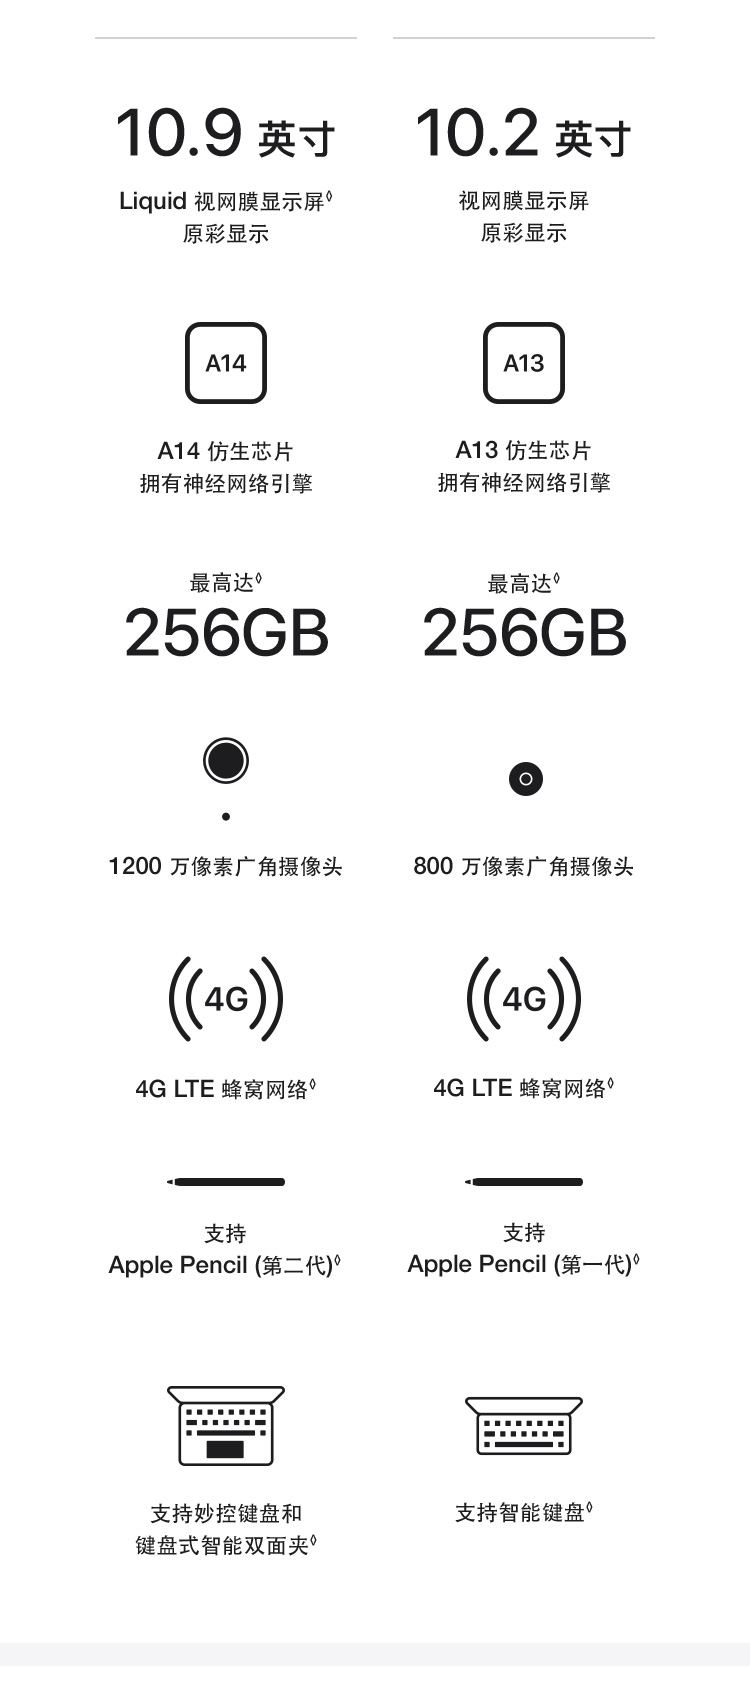 10.9 英寸
Liquid 视网膜显示屏◊
原彩显示
10.2 英寸
视网膜显示屏
原彩显示
A14
A14 仿生芯片
拥有神经网络引擎
A13
A13 仿生芯片
拥有神经网络引擎
最高达◊
256GB
最高达◊
256GB
1200 万像素广角摄像头
800 万像素广角摄像头
4G
4G LTE 蜂窝网络◊
4G
4G LTE 蜂窝网络◊
支持
Apple Pencil (第二代)◊
支持
Apple Pencil (第一代)◊
支持妙控键盘和
键盘式智能双面夹◊
支持智能键盘◊